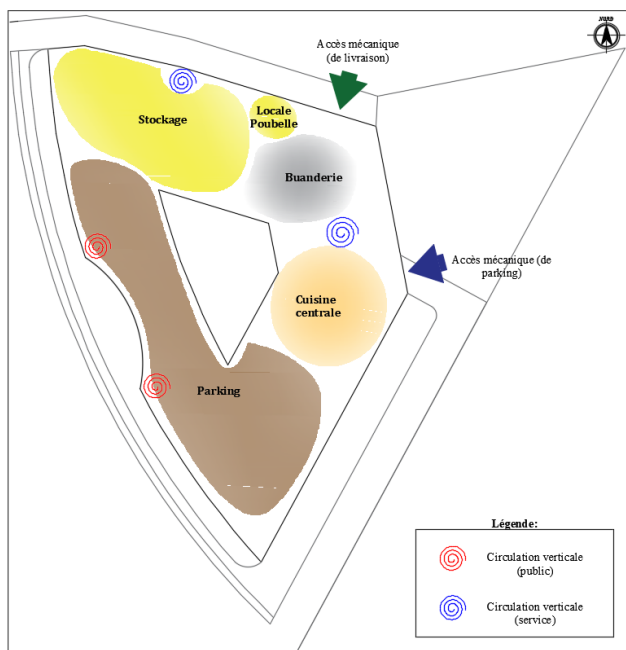 NORD
Accès mécanique
(de livraison)
Stockage
Locale
Poubelle
Buanderie
Accès mécanique (de
parking)
Cuisine
centrale
Parking
Légende:
Circulation verticale
(public)
Circulation verticale
(service)